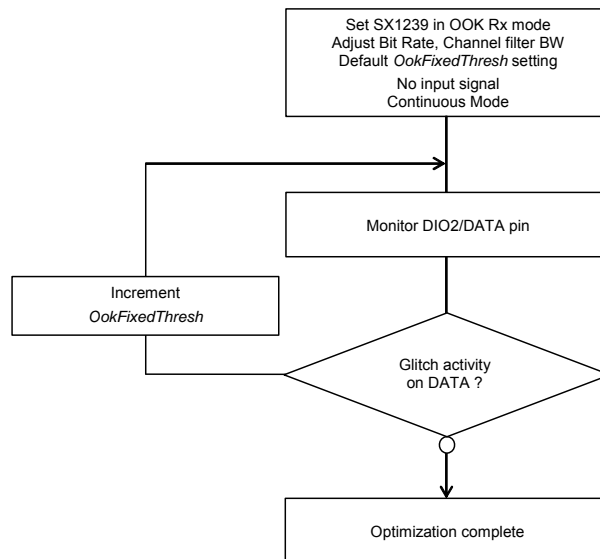 Set SX1239 in OOK Rx mode
Adjust Bit Rate, Channel filter BW
Default OokFixedThresh setting
No input signal
Continuous Mode
Monitor DIO2/DATA pin
Increment
OokFixedThresh
Glitch activity
on DATA ?
Optimization complete